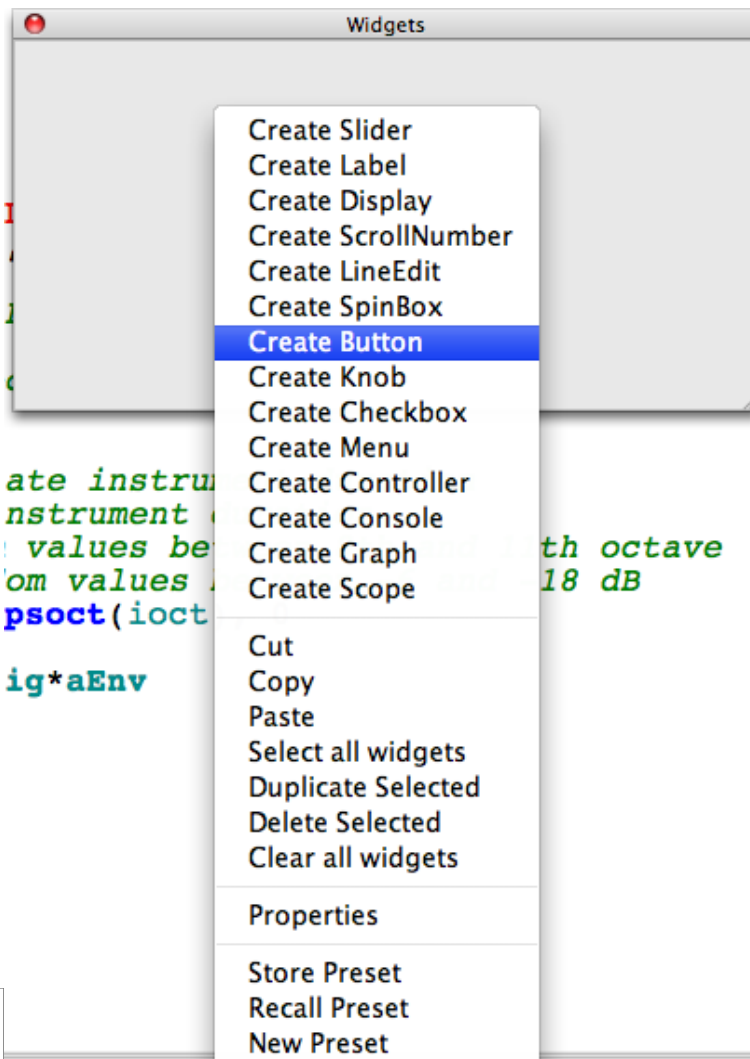 Widgets
Create Slider
Create Label
Create Display
Create ScrollNumber
Create LineEdit
Create SpinBox
Create Button
Create Knob
Create Checkbox
Create Menu
Create Controller
Create Console
Create Graph
Create Scope
Cut
Copy
Paste
Select all widgets
Duplicate Selected
Delete Selected
Clear all widgets
Properties
Store Preset
Recall Preset
New Preset
ate instru
nstrument
values be th octave
om values and -18 dB
psoct(ioct
ig*aEnv